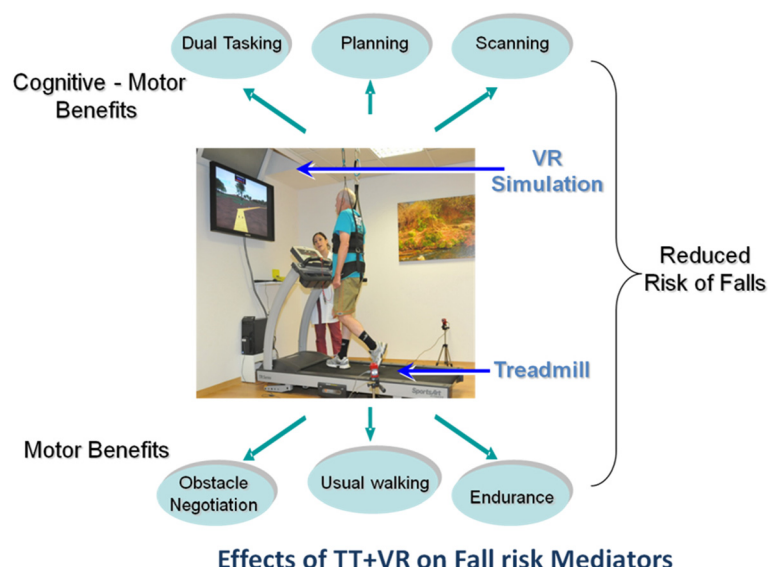 Dual Tasking
Planning
Scanning
Cognitive - Motor
Benefits
VR
Simulation
Reduced
Risk of Falls
Treadmill
SportsArt
Motor Benefits
Obstacle
Negotiation
Usual walking
Endurance
Effects of TT+VR on Fall risk Mediators